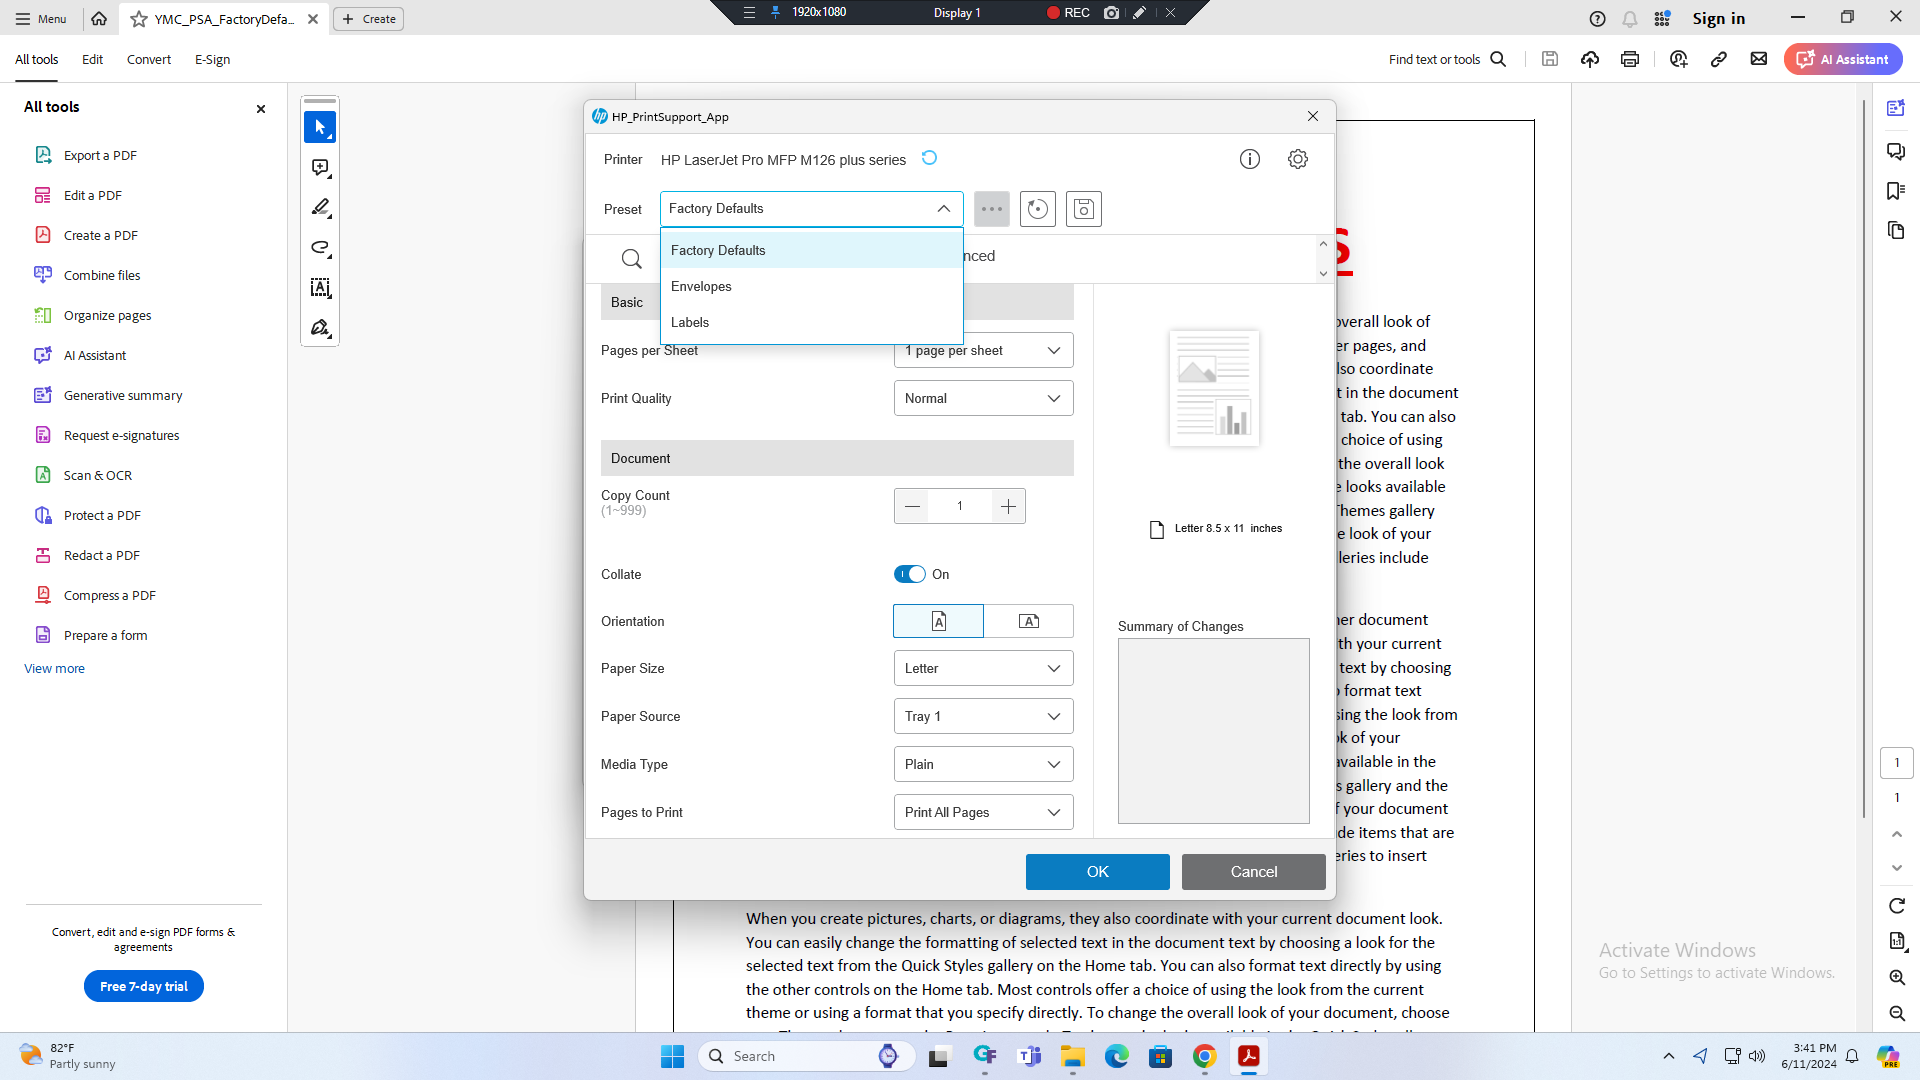 Menu
YMC_PSA_FactoryDefa...
Create
1920x1080
Display 1
REC
Sign in
All tools
Edit
Convert
E-Sign
Find text or tools
AI Assistant
All tools
Export a PDF
Edit a PDF
Create a PDF
Combine files
Organize pages
AI Assistant
Generative summary
Request e-signatures
Scan & OCR
Protect a PDF
Redact a PDF
Compress a PDF
Prepare a form
View more
Convert, edit and e-sign PDF forms &
agreements
Free 7-day trial
HP_PrintSupport_App
Printer
HP LaserJet Pro MFP M126 plus series
Preset
Factory Defaults
Factory Defaults
Envelopes
Labels
nced
Basic
Pages per Sheet
1 page per sheet
Print Quality
Normal
Document
Copy Count
(1~999)
1
Collate
On
Orientation
Paper Size
Letter
Paper Source
Tray 1
Media Type
Plain
Pages to Print
Print All Pages
Letter 8.5 x 11 inches
Summary of Changes
OK
Cancel
S
overall look of
er pages, and
lso coordinate
t in the document
tab. You can also
choice of using
the overall look
e looks available
Themes gallery
e look of your
lleries include
her document
th your current
text by choosing
o format text
sing the look from
ok of your
available in the
s gallery and the
f your document
de items that are
eries to insert
When you create pictures, charts, or diagrams, they also coordinate with your current document look.
You can easily change the formatting of selected text in the document text by choosing a look for the
selected text from the Quick Styles gallery on the Home tab. You can also format text directly by using
the other controls on the Home tab. Most controls offer a choice of using the look from the current
theme or using a format that you specify directly. To change the overall look of your document, choose
Activate Windows
Go to Settings to activate Windows.
1
1
82°F
Partly sunny
Search
3:41 PM
6/11/2024